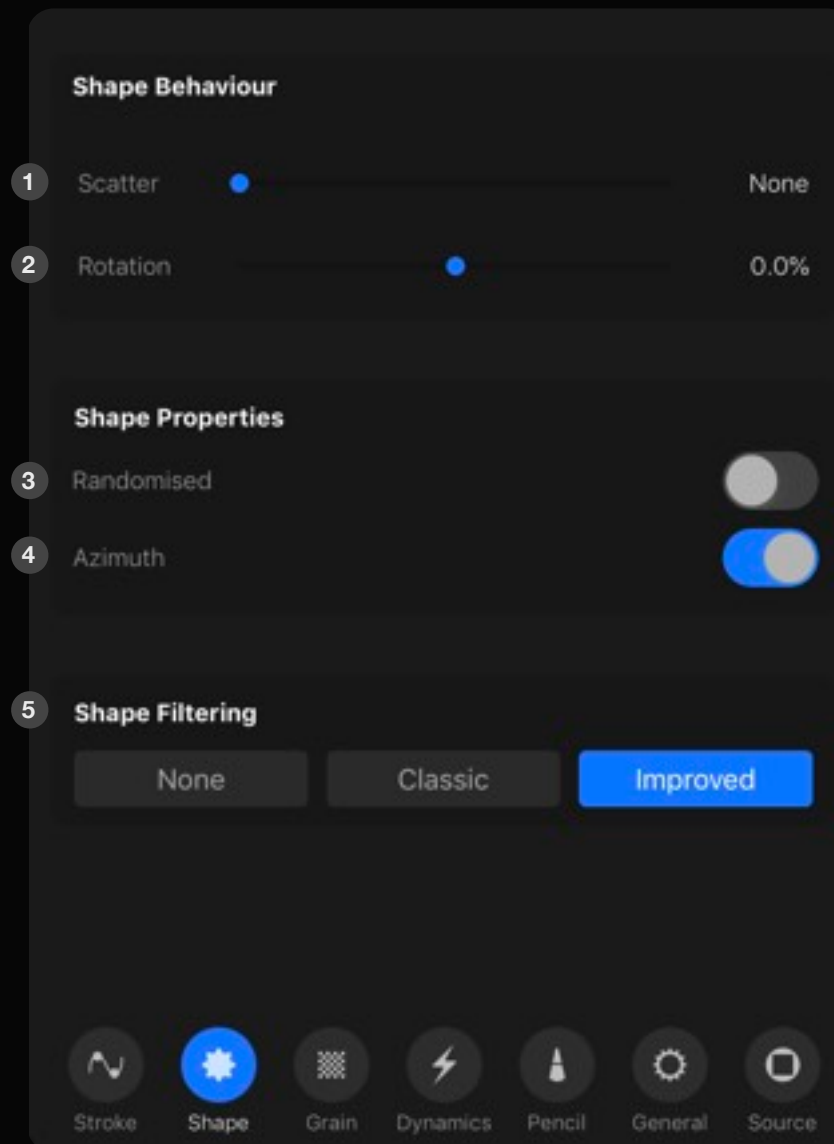 Shape Behaviour
1 Scatter None
2 Rotation 0.0%
Shape Properties
3 Randomised
4 Azimuth
5 Shape Filtering
None Classic Improved
Stroke Shape Grain Dynamics Pencil General Source